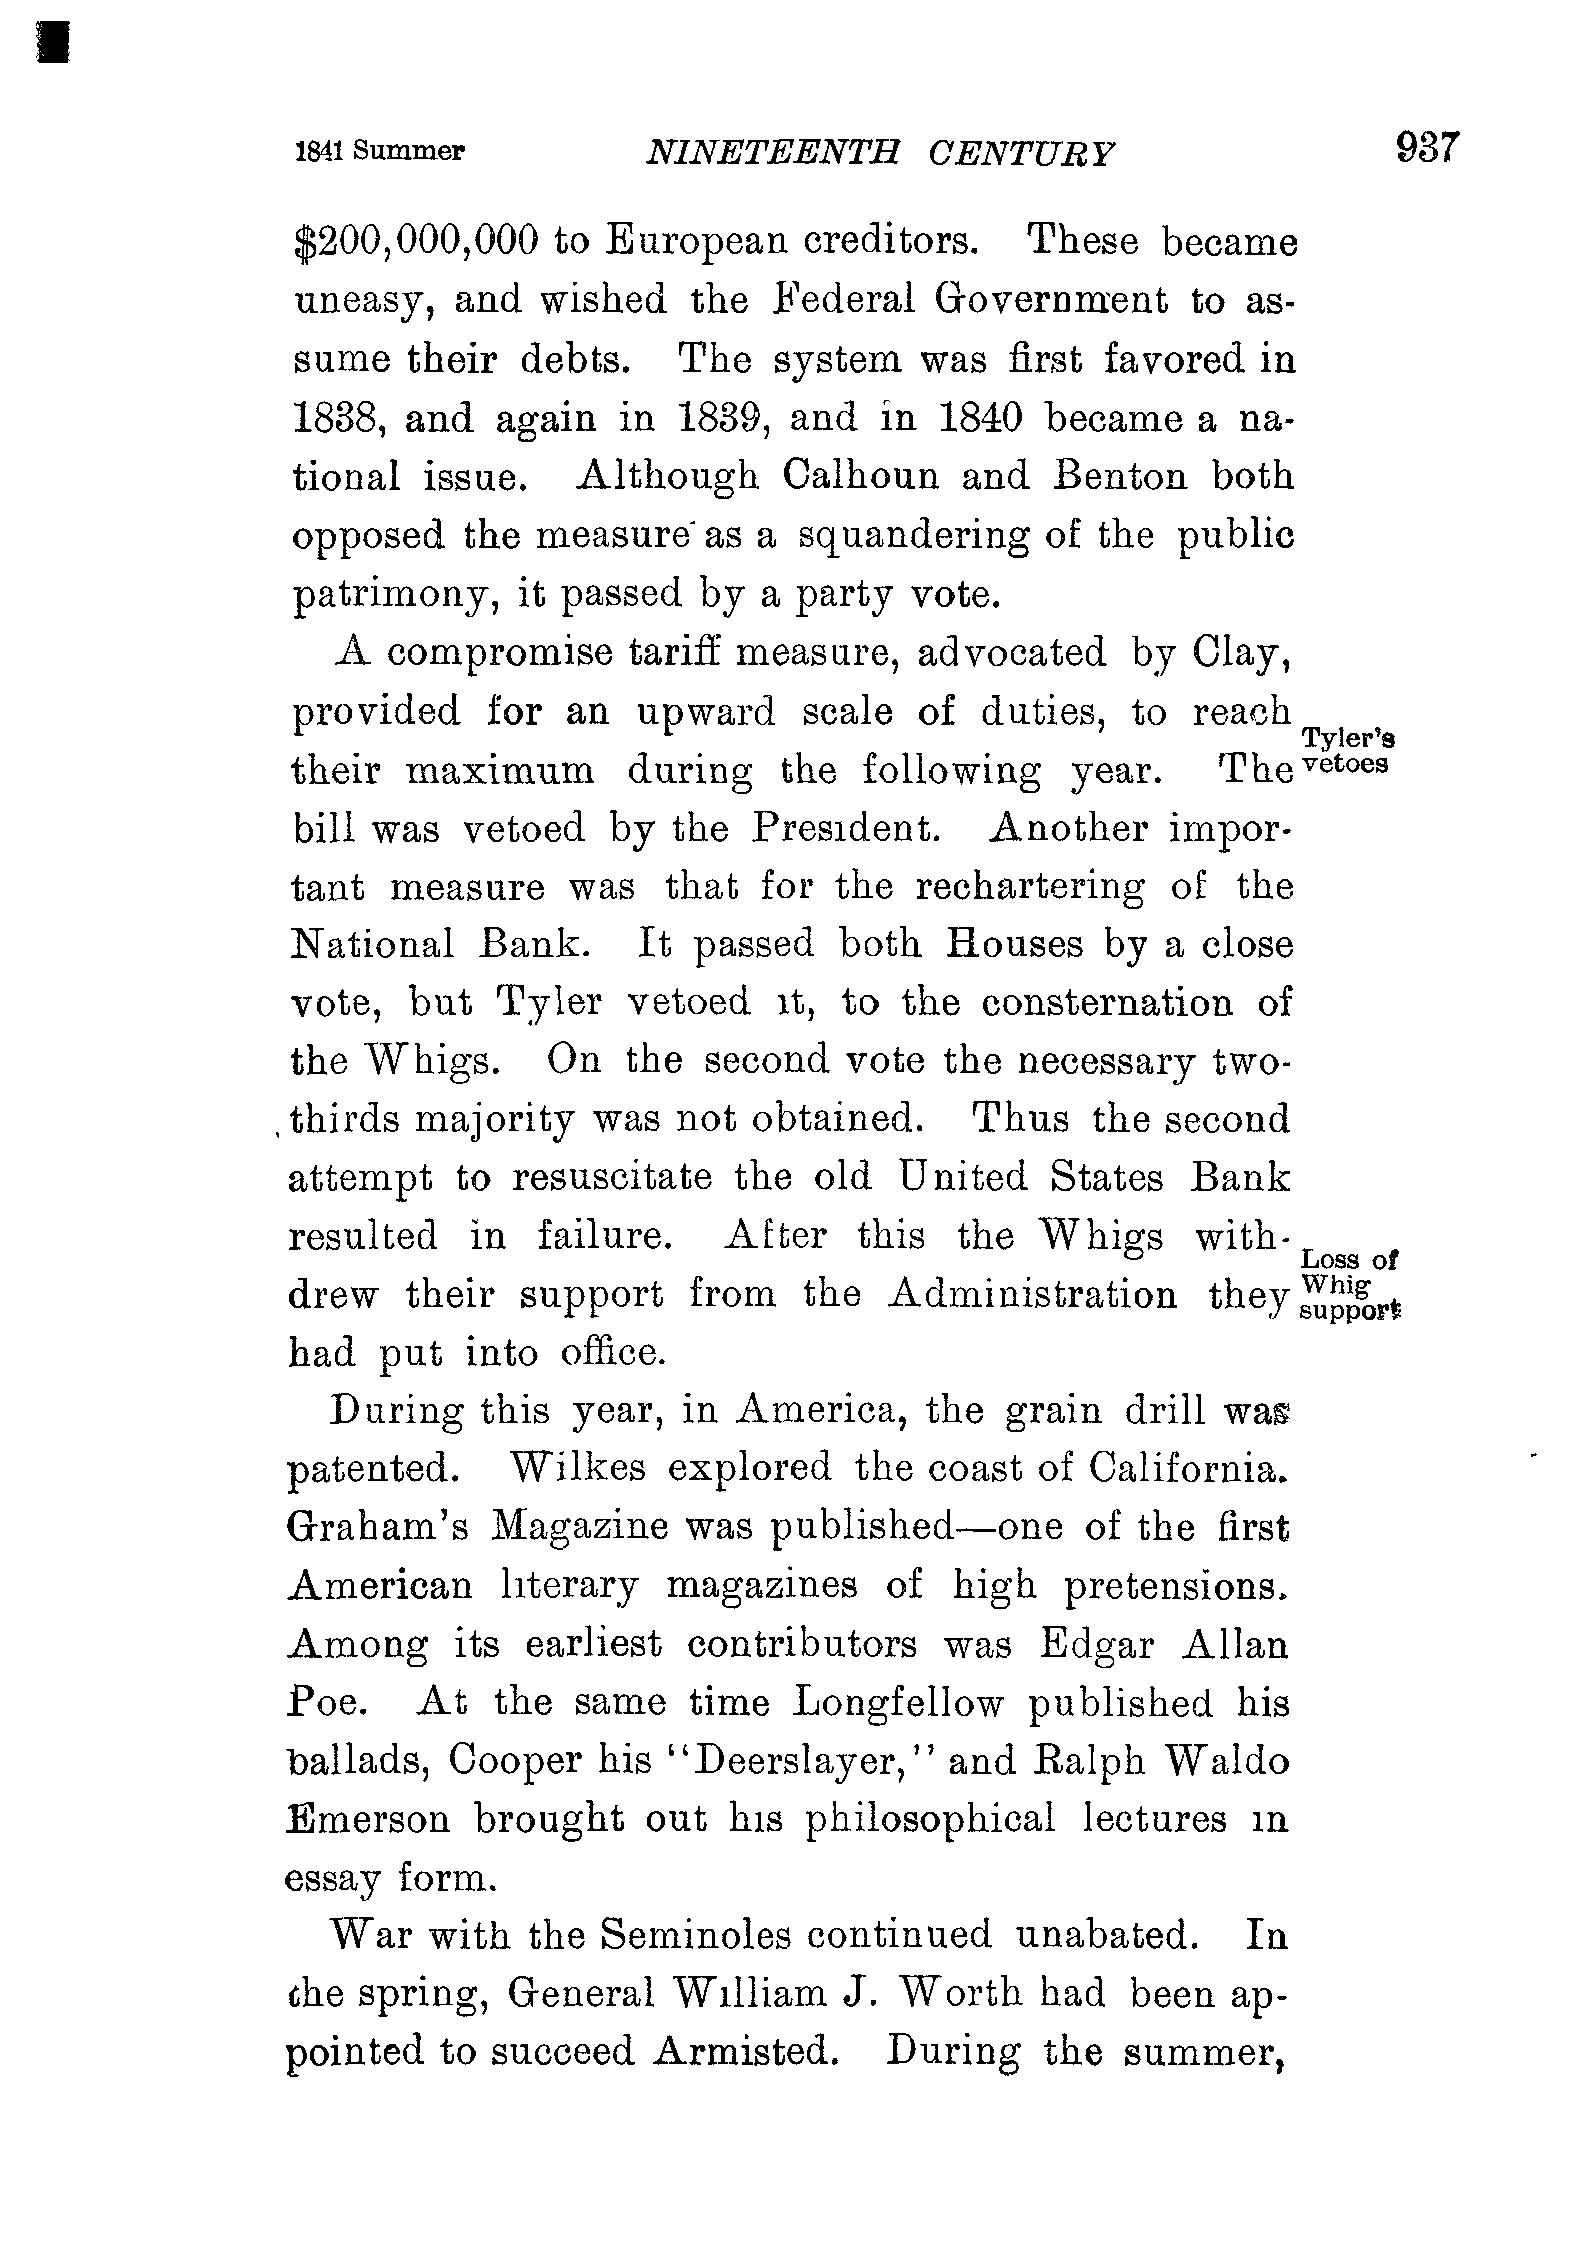 1841 Summer NINETEENTH CENTURY 937
$200,000,000 to European creditors. These became
uneasy, and wished the Federal Government to as-
sume their debts. The system was first favored in
1838, and again in 1839, and in 1840 became a na-
tional issue. Although Calhoun and Benton both
opposed the measure as a squandering of the public
patrimony, it passed by a party vote.
A compromise tariff measure, advocated by Clay,
provided for an upward scale of duties, to reach
their maximum during the following year. The
Tyler's
vetoes
bill was vetoed by the President. Another impor-
tant measure was that for the rechartering of the
National Bank. It passed both Houses by a close
vote, but Tyler vetoed it, to the consternation of
the Whigs. On the second vote the necessary two-
thirds majority was not obtained. Thus the second
attempt to resuscitate the old United States Bank
resulted in failure. After this the Whigs with-
drew their support from the Administration they
Loss of
Whig
support
had put into office.
During this year, in America, the grain drill was
patented. Wilkes explored the coast of California.
Graham's Magazine was published—one of the first
American literary magazines of high pretensions.
Among its earliest contributors was Edgar Allan
Poe. At the same time Longfellow published his
ballads, Cooper his "Deerslayer," and Ralph Waldo
Emerson brought out his philosophical lectures in
essay form.
War with the Seminoles continued unabated. In
the spring, General William J. Worth had been ap-
pointed to succeed Armisted. During the summer,